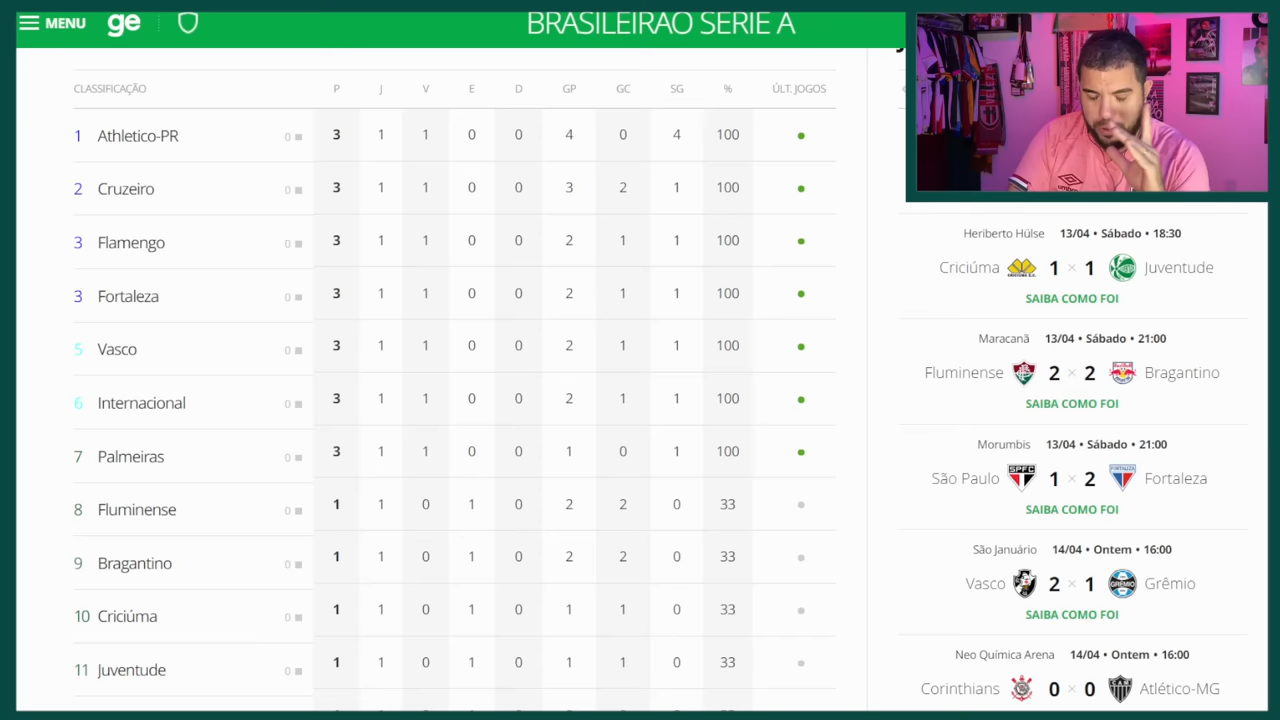 MENU ge BRASILEIRAO SERIE A
CLASSIFICAÇÃO P J V E D GP GC SG % ÚLT. JOGOS
1 Athletico-PR 0 3 1 1 0 0 4 0 4 100
2 Cruzeiro 0 3 1 1 0 0 3 2 1 100
3 Flamengo 0 3 1 1 0 0 2 1 1 100
3 Fortaleza 0 3 1 1 0 0 2 1 1 100
5 Vasco 0 3 1 1 0 0 2 1 1 100
6 Internacional 0 3 1 1 0 0 2 1 1 100
7 Palmeiras 0 3 1 1 0 0 1 0 1 100
8 Fluminense 0 1 1 0 1 0 2 2 0 33
9 Bragantino 0 1 1 0 1 0 2 2 0 33
10 Criciúma 0 1 1 0 1 0 1 1 0 33
11 Juventude 0 1 1 0 1 0 1 1 0 33
VELEZ
umbro
Heriberto Hülse 13/04 • Sábado • 18:30
Criciúma 1 × 1 Juventude
SAIBA COMO FOI
Maracanã 13/04 • Sábado • 21:00
Fluminense 2 × 2 Bragantino
SAIBA COMO FOI
Morumbis 13/04 • Sábado • 21:00
São Paulo SPFC 1 × 2 FORTALEZA Fortaleza
SAIBA COMO FOI
São Januário 14/04 • Ontem • 16:00
Vasco 2 × 1 GRÊMIO Grêmio
SAIBA COMO FOI
Neo Química Arena 14/04 • Ontem • 16:00
Corinthians 0 × 0 CAM Atlético-MG